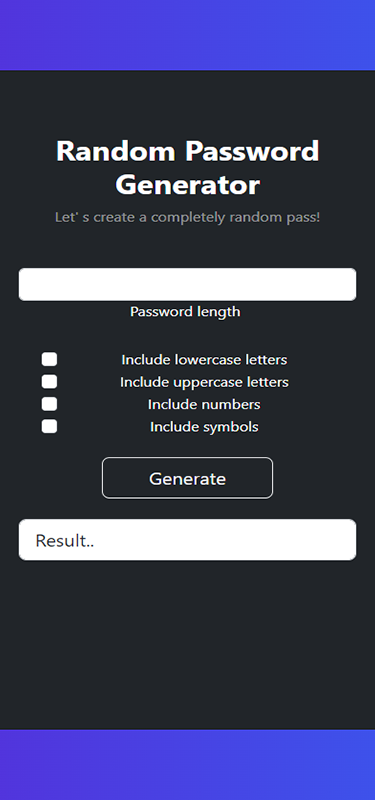 Random Password
Generator
Let' s create a completely random pass!
Password length
Include lowercase letters
Include uppercase letters
Include numbers
Include symbols
Generate
Result..